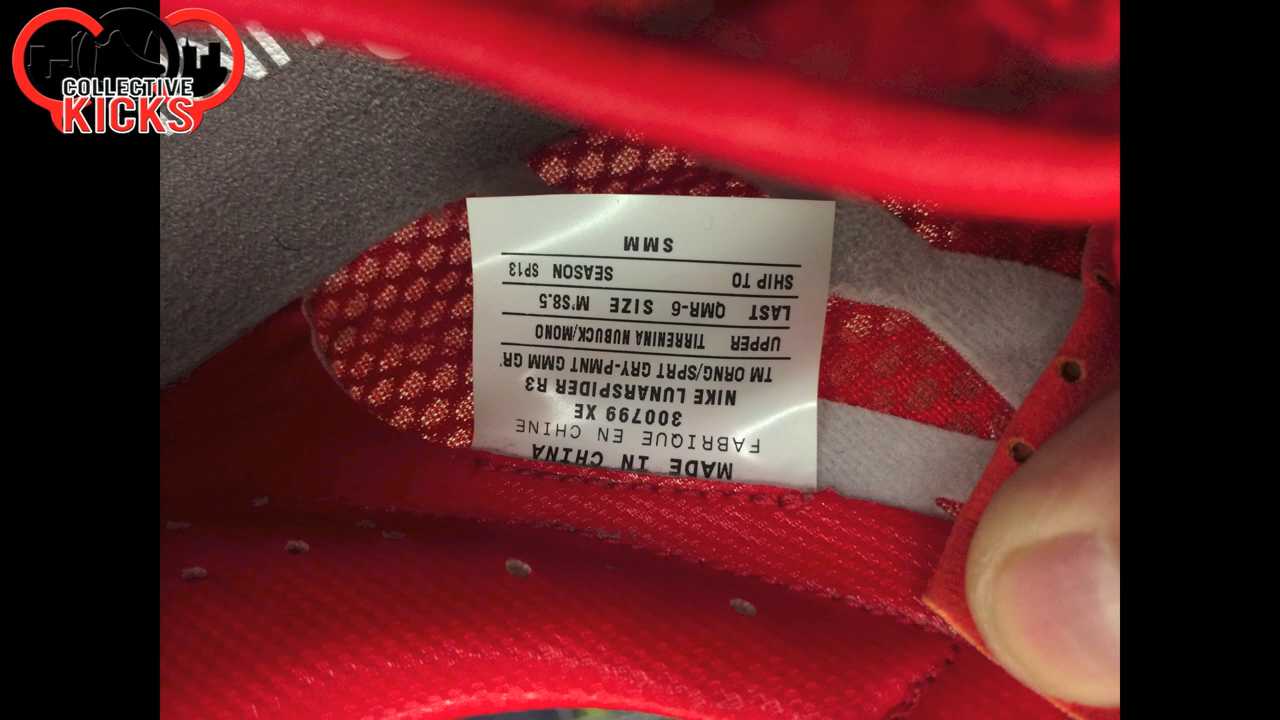 COLLECTIVE
KICKS
MADE IN CHINA
FABRIQUE EN CHINE
300799 XE
NIKE LUNARSPIDER R3
TM ORNG/SPRT GRY-PMNT GMM GR
UPPER TIRRENINA NUBUCK/MONO
LAST QMR-6 SIZE M'S8.5
SHIP TO SEASON SP13
SMM